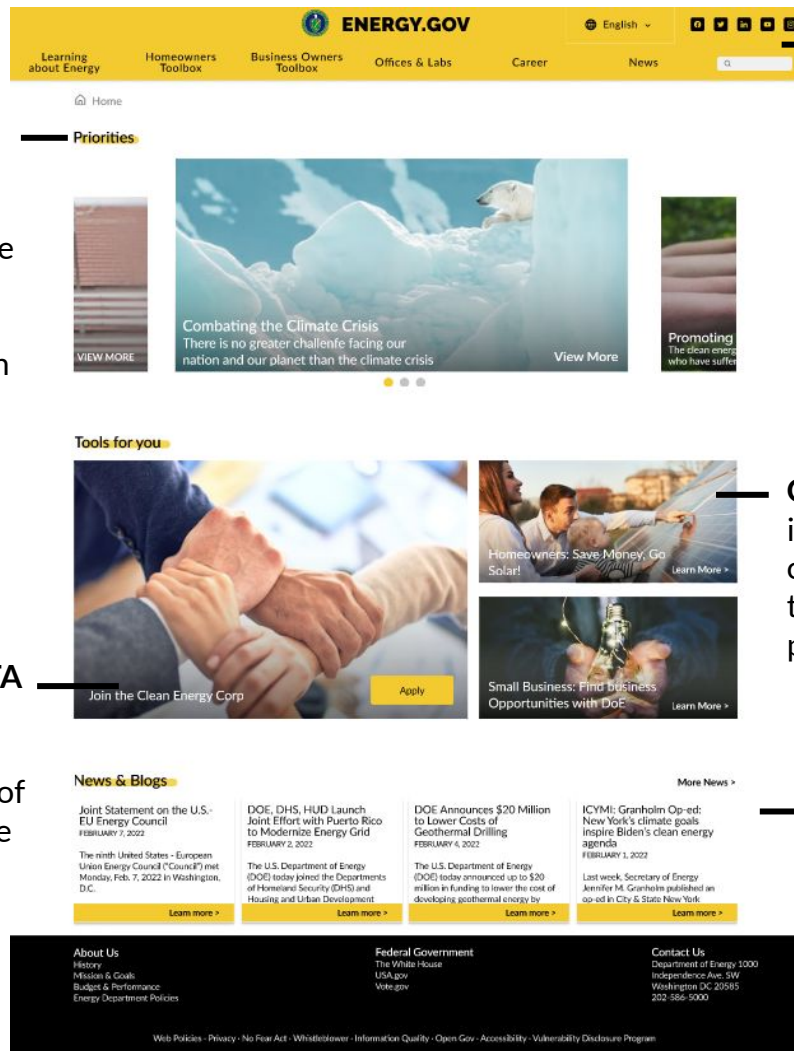 ENERGY.GOV
English
Learning about Energy
Homeowners Toolbox
Business Owners Toolbox
Offices & Labs
Career
News
Home
Priorities
VIEW MORE
Combating the Climate Crisis
There is no greater challenfe facing our
nation and our planet than the climate crisis
View More
Promoting
The clean energ
who have suffer
Tools for you
Join the Clean Energy Corp
Apply
Homeowners: Save Money, Go
Solar!
Learn More >
Small Business: Find business
Opportunities with DoE
Learn More >
TA
of
News & Blogs
More News >
Joint Statement on the U.S.-
EU Energy Council
FEBRUARY 7, 2022
The ninth United States - European
Union Energy Council ("Council") met
Monday, Feb. 7, 2022 in Washington,
D.C.
Learn more >
DOE, DHS, HUD Launch
Joint Effort with Puerto Rico
to Modernize Energy Grid
FEBRUARY 2, 2022
The U.S. Department of Energy
(DOE) today joined the Departments
of Homeland Security (DHS) and
Housing and Urban Development
Learn more >
DOE Announces $20 Million
to Lower Costs of
Geothermal Drilling
FEBRUARY 4, 2022
The U.S. Department of Energy
(DOE) today announced up to $20
million in funding to lower the cost of
developing geothermal energy by
Learn more >
ICYMI: Granholm Op-ed:
New York's climate goals
inspire Biden's clean energy
agenda
FEBRUARY 1, 2022
Last week, Secretary of Energy
Jennifer M. Granholm published an
op-ed in City & State New York
Learn more >
About Us
History
Mission & Goals
Budget & Performance
Energy Department Policies
Federal Government
The White House
USA.gov
Vote.gov
Contact Us
Department of Energy 1000
Independence Ave. SW
Washington DC 20585
202-586-5000
Web Policies - Privacy - No Fear Act - Whistleblower - Information Quality - Open Gov - Accessibility - Vulnerability Disclosure Program